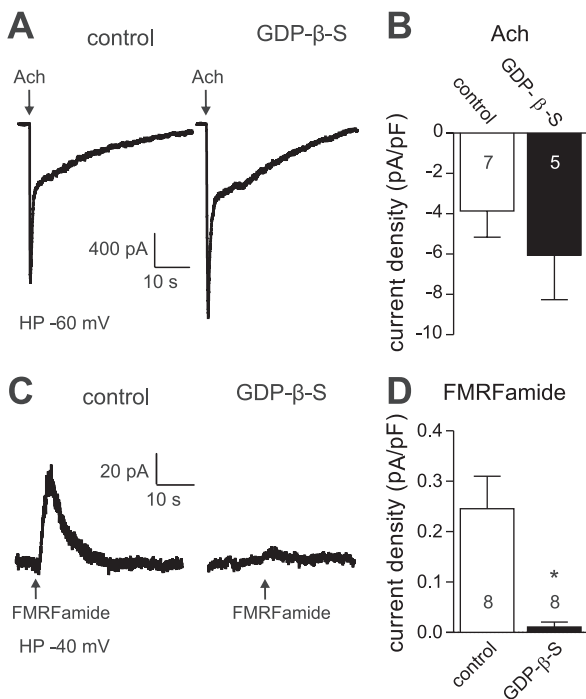 A
control
GDP-β-S
Ach
Ach
400 pA
10 s
HP -60 mV
B
Ach
control
GDP- β -S
current density (pA/pF)
0
-2
-4
-6
-8
-10
7
5
C
control
GDP-β-S
20 pA
10 s
FMRFamide
FMRFamide
HP -40 mV
D
FMRFamide
current density (pA/pF)
0.4
0.3
0.2
0.1
0.0
*
8
8
control
GDP-β-S